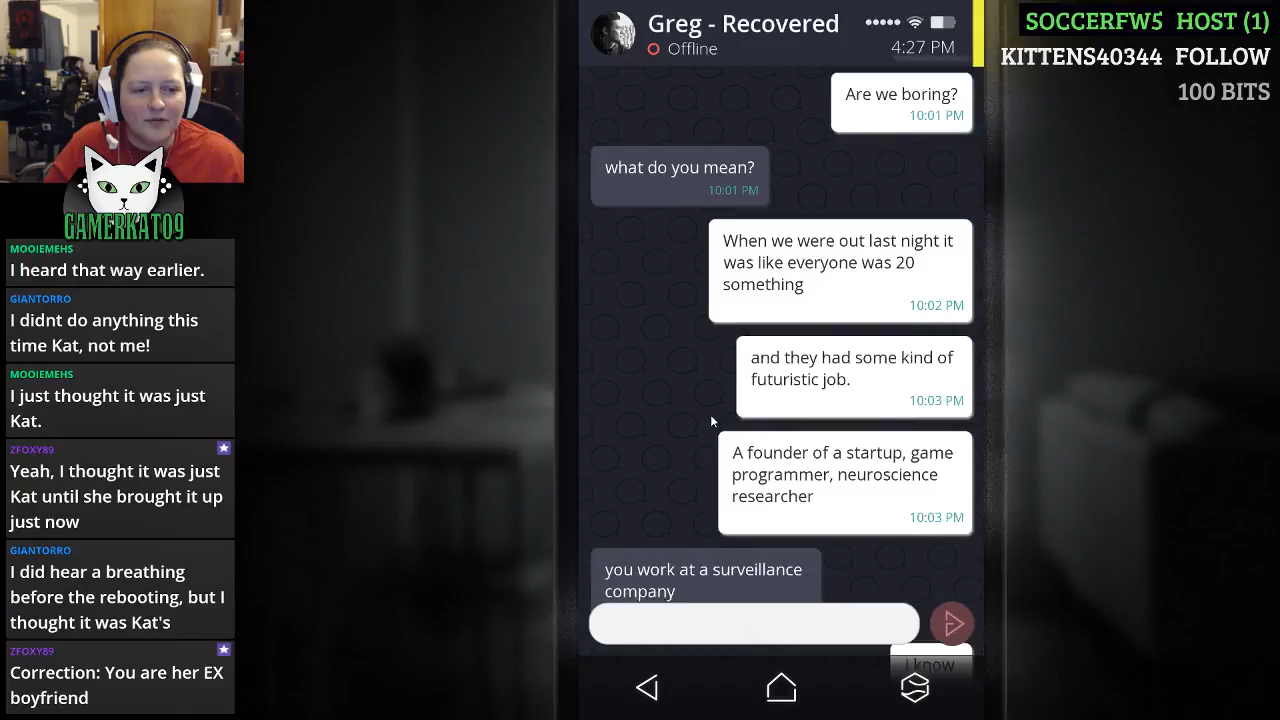 SOCCERFW5 HOST (1)
KITTENS40344 FOLLOW
100 BITS
GAMERKAT09
MOOIEMEHS
I heard that way earlier.
GIANTORRO
I didnt do anything this
time Kat, not me!
MOOIEMEHS
I just thought it was just
Kat.
ZFOXY89
Yeah, I thought it was just
Kat until she brought it up
just now
GIANTORRO
I did hear a breathing
before the rebooting, but I
thought it was Kat's
ZFOXY89
Correction: You are her EX
boyfriend
Greg - Recovered
Offline
4:27 PM
Are we boring?
10:01 PM
what do you mean?
10:01 PM
When we were out last night it
was like everyone was 20
something
10:02 PM
and they had some kind of
futuristic job.
10:03 PM
A founder of a startup, game
programmer, neuroscience
researcher
10:03 PM
you work at a surveillance
company
I know